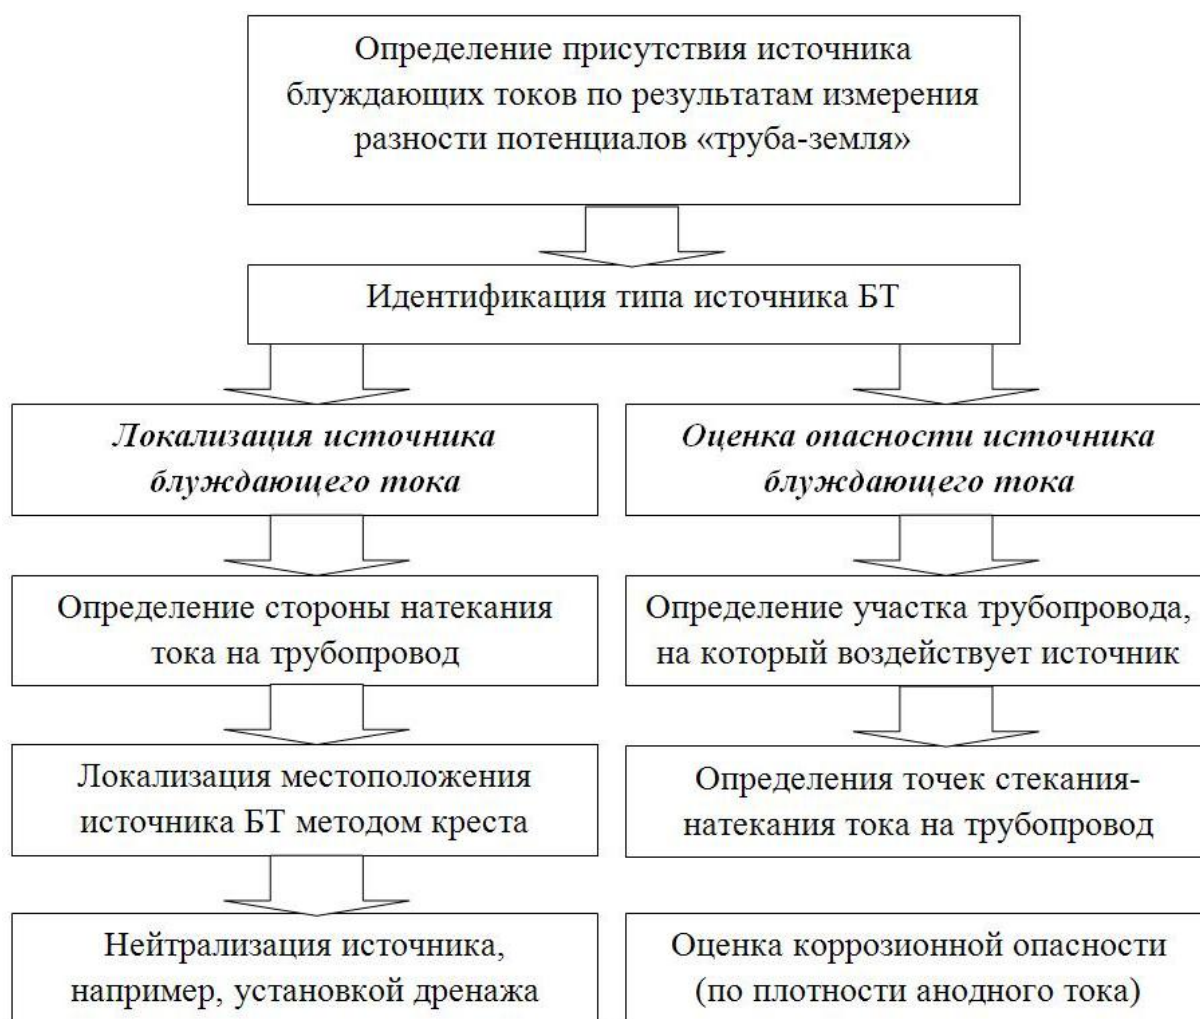 Определение присутствия источника
блуждающих токов по результатам измерения
разности потенциалов «труба-земля»
Идентификация типа источника БТ
Локализация источника
блуждающего тока
Оценка опасности источника
блуждающего тока
Определение стороны натекания
тока на трубопровод
Определение участка трубопровода,
на который воздействует источник
Локализация местоположения
источника БТ методом креста
Определения точек стекания-
натекания тока на трубопровод
Нейтрализация источника,
например, установкой дренажа
Оценка коррозионной опасности
(по плотности анодного тока)